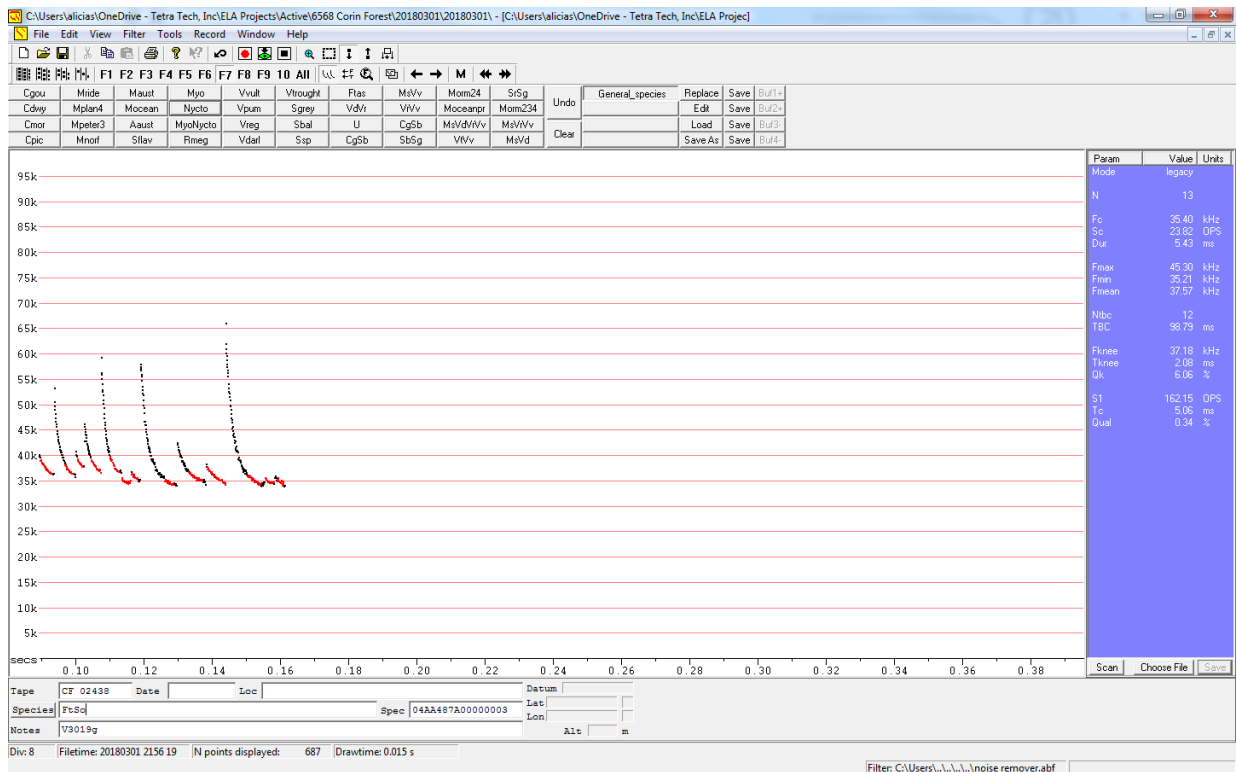 C:\Users\alicias\OneDrive - Tetra Tech, Inc\ELA Projects\Active\6568 Corin Forest\20180301\20180301\ - [C:\Users\alicias\OneDrive - Tetra Tech, Inc\ELA Projec]
File Edit View Filter Tools Record Window Help
F1 F2 F3 F4 F5 F6 F7 F8 F9 10 All M
Cgou Mride Maust Myo Vvult Vtrought Ftas MsVv Morm24 SrSg Undo General_species Replace Save Buf1+
Cdwy Mplan4 Mocean Nycto Vpum Sgrey VdVr VrVv Moceanpr Morm234 Edit Save Buf2+
Cmor Mpeter3 Aaust MyoNycto Vreg Sbal U CgSb MsVdVrVv MsVrVv Clear Load Save Buf3-
Cpic Mnorf Sflav Rmeg Vdarl Ssp CgSb SbSg VfVv MsVd Save As Save Buf4-
Param Value Units
Mode legacy
N 13
Fc 35.40 kHz
Sc 23.82 OPS
Dur 5.43 ms
Fmax 45.30 kHz
Fmin 35.21 kHz
Fmean 37.57 kHz
Ntbc 12
TBC 98.79 ms
Fknee 37.18 kHz
Tknee 2.08 ms
Qk 6.06 %
S1 162.15 OPS
Tc 5.06 ms
Qual 0.34 %
95k
90k
85k
80k
75k
70k
65k
60k
55k
50k
45k
40k
35k
30k
25k
20k
15k
10k
5k
secs 0.10 0.12 0.14 0.16 0.18 0.20 0.22 0.24 0.26 0.28 0.30 0.32 0.34 0.36 0.38
Scan Choose File Save
Tape CF 02438 Date Loc Datum
Species FtSo Spec 04AA487A00000003 Lat
Lon
Notes V3019g Alt m
Div: 8 Filetime: 20180301 2156 19 N points displayed: 687 Drawtime: 0.015 s
Filter: C:\Users\..\..\..\..\noise remover.abf